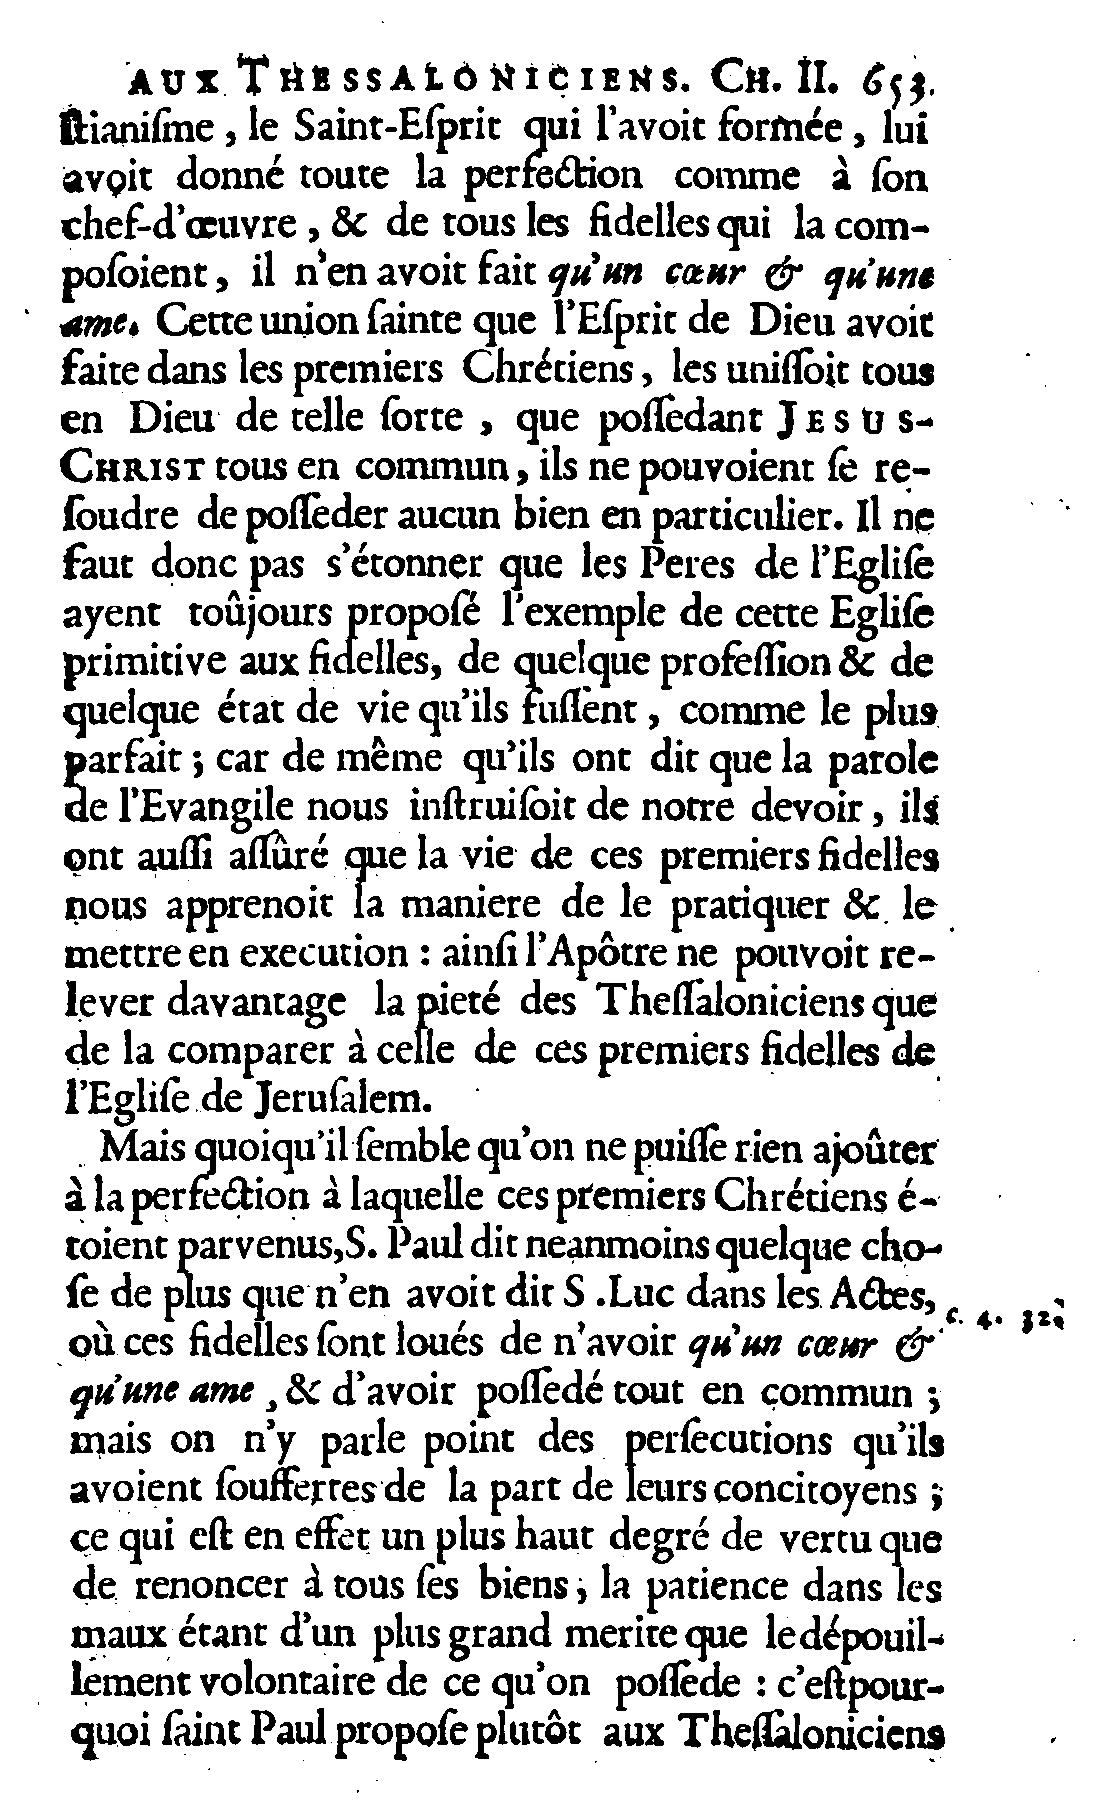 AUX THESSALONICIENS. CH. II. 653.
ſtianiſme, le Saint-Eſprit qui l'avoit formée, lui
avoit donné toute la perfection comme à ſon
chef-d'œuvre, & de tous les fidelles qui la com-
poſoient, il n'en avoit fait qu'un cœur & qu'une
ame. Cette union ſainte que l'Eſprit de Dieu avoit
faite dans les premiers Chrétiens, les uniſſoit tous
en Dieu de telle ſorte, que poſſedant JESUS-
CHRIST tous en commun, ils ne pouvoient ſe re-
ſoudre de poſſeder aucun bien en particulier. Il ne
faut donc pas s'étonner que les Peres de l'Egliſe
ayent toûjours propoſé l'exemple de cette Egliſe
primitive aux fidelles, de quelque profeſſion & de
quelque état de vie qu'ils fuſſent, comme le plus
parfait; car de même qu'ils ont dit que la parole
de l'Evangile nous inſtruiſoit de notre devoir, ils
ont auſſi aſſûré que la vie de ces premiers fidelles
nous apprenoit la maniere de le pratiquer & le
mettre en execution : ainſi l'Apôtre ne pouvoit re-
lever davantage la pieté des Theſſaloniciens que
de la comparer à celle de ces premiers fidelles de
l'Egliſe de Jeruſalem.
Mais quoiqu'il ſemble qu'on ne puiſſe rien ajoûter
à la perfection à laquelle ces premiers Chrétiens é-
toient parvenus, S. Paul dit neanmoins quelque cho-
ſe de plus que n'en avoit dit S. Luc dans les Actes,
c. 4. 32.
où ces fidelles ſont loués de n'avoir qu'un cœur &
qu'une ame, & d'avoir poſſedé tout en commun ;
mais on n'y parle point des perſecutions qu'ils
avoient ſouffertes de la part de leurs concitoyens ;
ce qui eſt en effet un plus haut degré de vertu que
de renoncer à tous ſes biens, la patience dans les
maux étant d'un plus grand merite que le dépouil-
lement volontaire de ce qu'on poſſede : c'eſt pour-
quoi ſaint Paul propoſe plutôt aux Theſſaloniciens